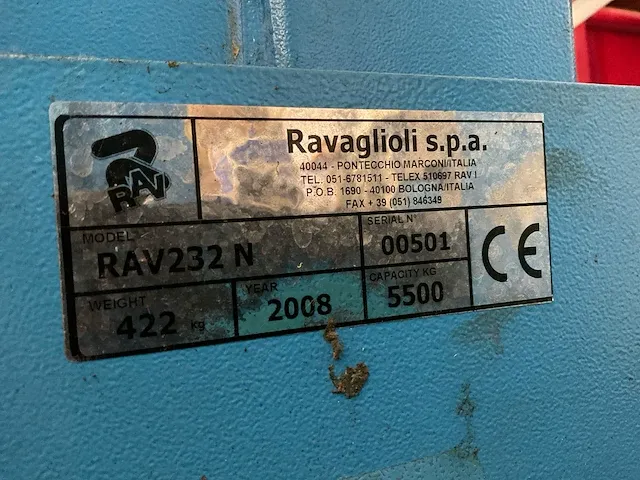 RAV
Ravaglioli s.p.a.
40044 - PONTECCHIO MARCONI/ITALIA
TEL. 051-6781511 - TELEX 510697 RAV I
P.O.B. 1690 - 40100 BOLOGNA/ITALIA
FAX + 39 (051) 846349
MODEL
RAV232 N
SERIAL N°
00501
CE
WEIGHT
422 kg
YEAR
2008
CAPACITY KG
5500